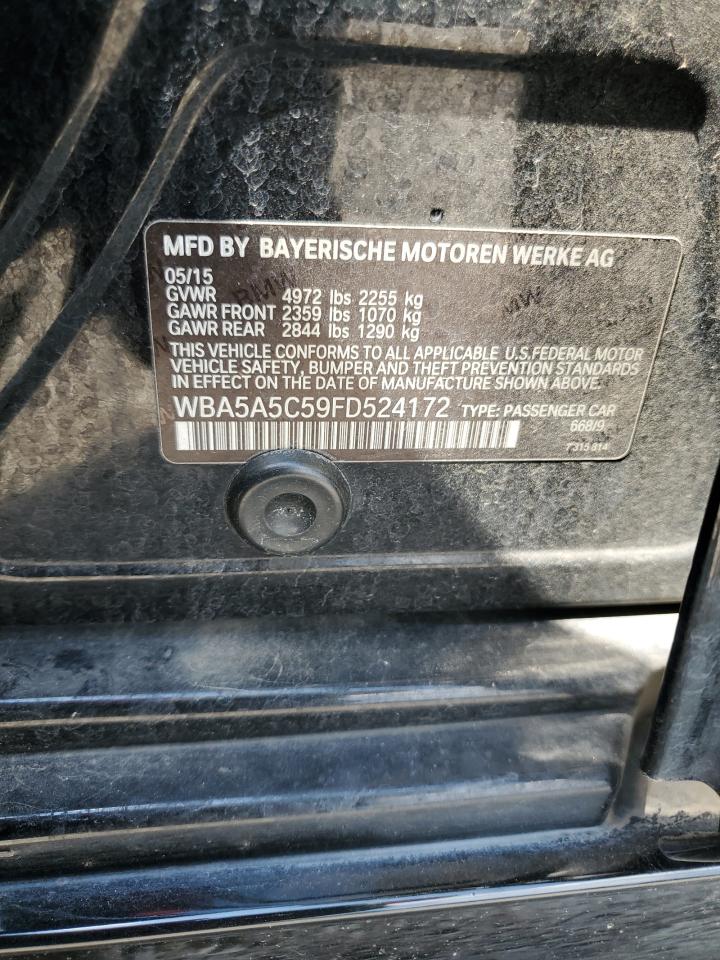 MFD BY BAYERISCHE MOTOREN WERKE AG
05/15
GVWR 4972 lbs 2255 kg
GAWR FRONT 2359 lbs 1070 kg
GAWR REAR 2844 lbs 1290 kg
THIS VEHICLE CONFORMS TO ALL APPLICABLE U.S.FEDERAL MOTOR
VEHICLE SAFETY, BUMPER AND THEFT PREVENTION STANDARDS
IN EFFECT ON THE DATE OF MANUFACTURE SHOWN ABOVE.
WBA5A5C59FD524172 TYPE: PASSENGER CAR
668/9
7315 814